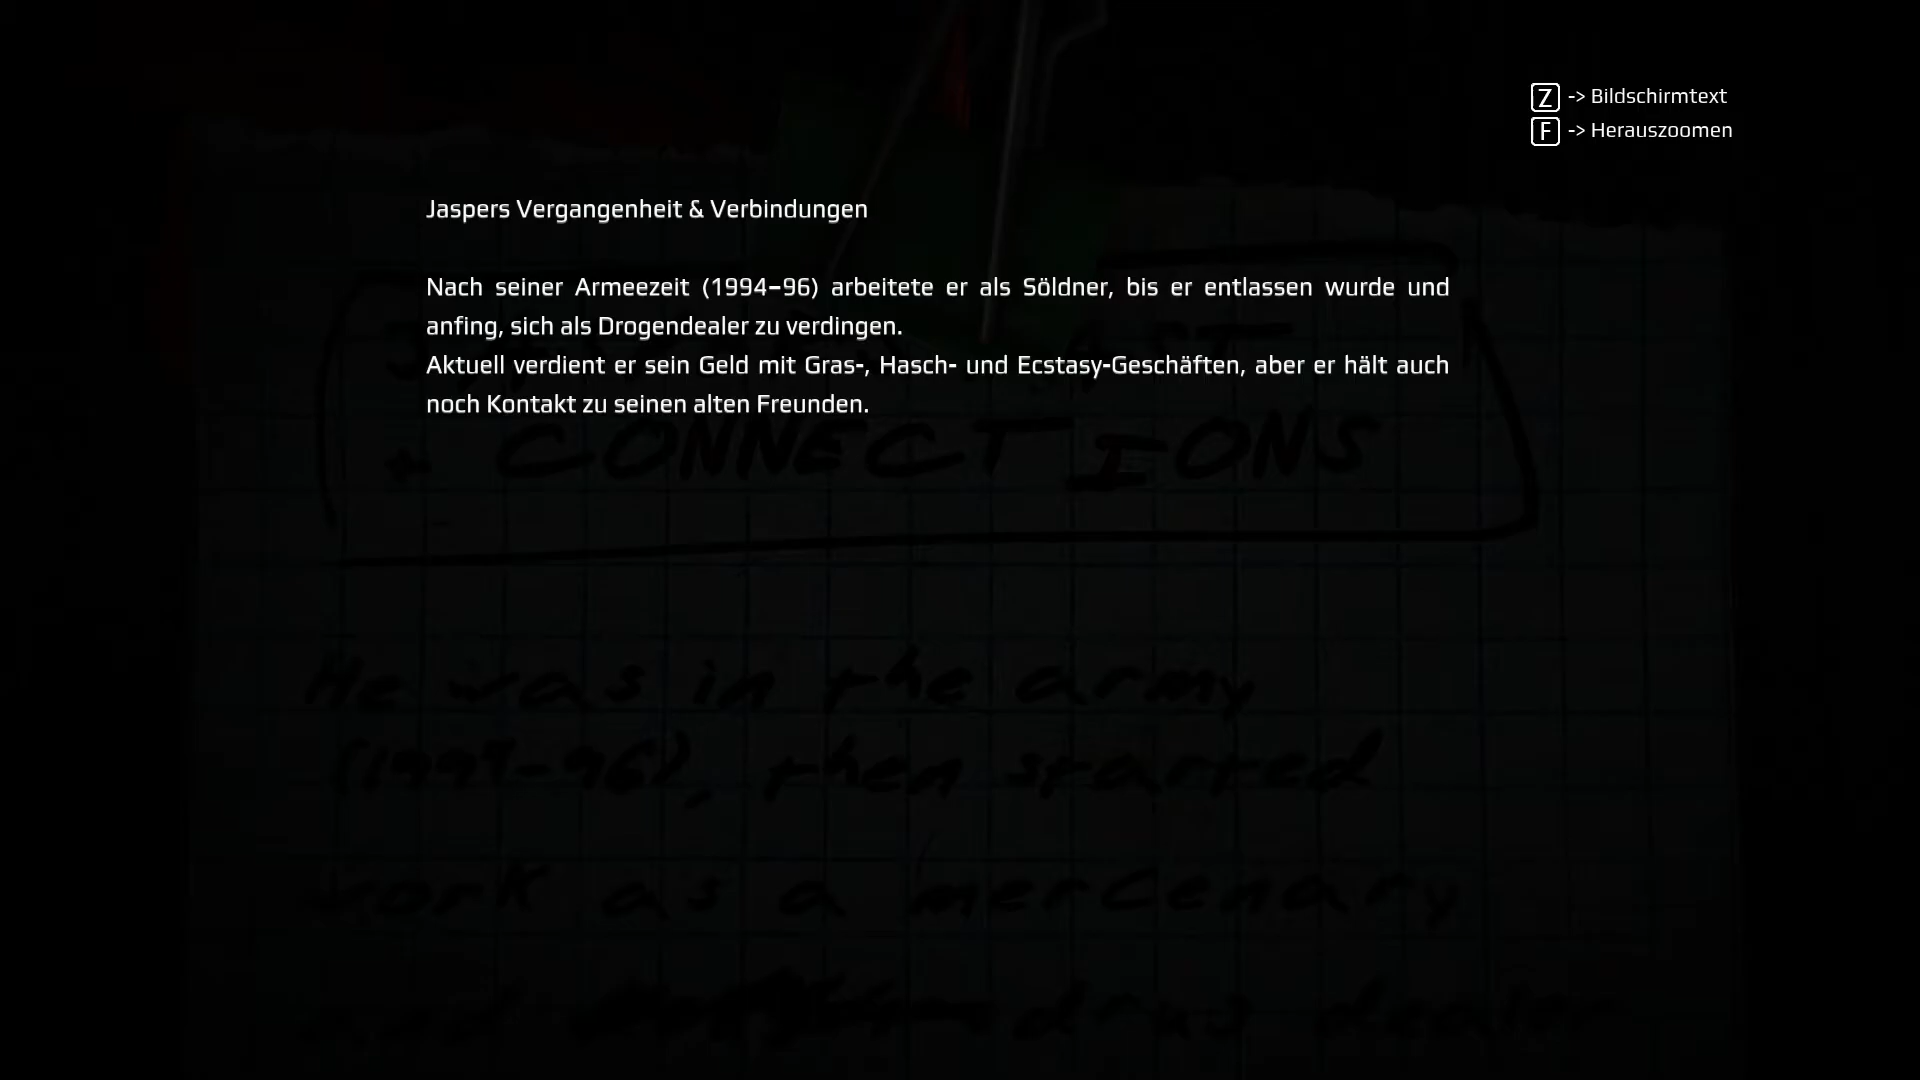 Z -> Bildschirmtext
F -> Herauszoomen
Jaspers Vergangenheit & Verbindungen
Nach seiner Armeezeit (1994–96) arbeitete er als Söldner, bis er entlassen wurde und
anfing, sich als Drogendealer zu verdingen.
Aktuell verdient er sein Geld mit Gras-, Hasch- und Ecstasy-Geschäften, aber er hält auch
noch Kontakt zu seinen alten Freunden.
+ CONNECTIONS
He was in the army
(1994-96), then started
work as a mercenary
drug dealer